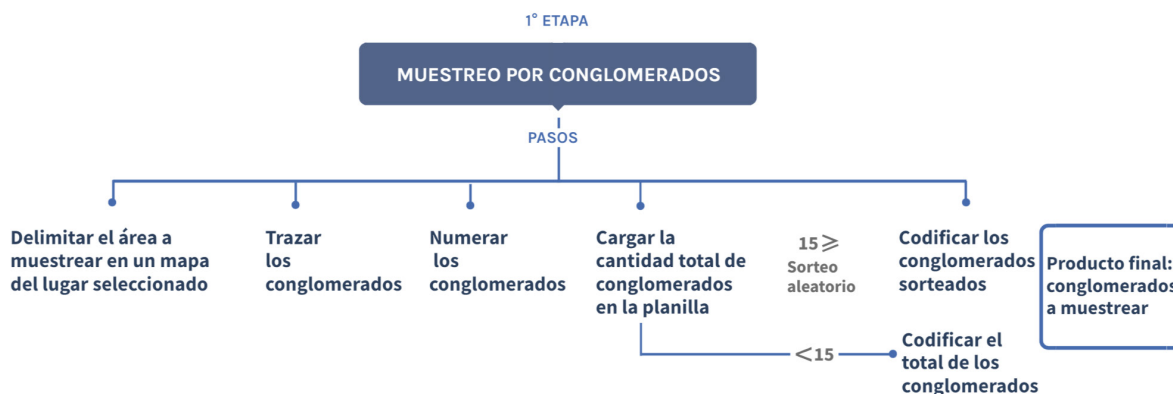 1° ETAPA
MUESTREO POR CONGLOMERADOS
PASOS
Delimitar el área a
muestrear en un mapa
del lugar seleccionado
Trazar
los
conglomerados
Numerar
los
conglomerados
Cargar la
cantidad total de
conglomerados
en la planilla
15 ⩾
Sorteo
aleatorio
Codificar los
conglomerados
sorteados
Producto final:
conglomerados
a muestrear
<15
Codificar el
total de los
conglomerados